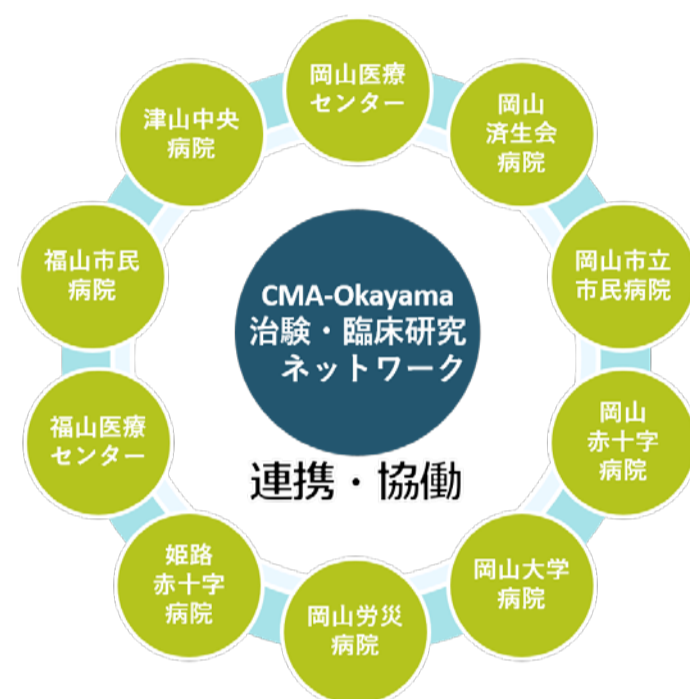 岡山医療
センター
岡山
済生会
病院
岡山市立
市民病院
岡山
赤十字
病院
岡山大学
病院
岡山労災
病院
姫路
赤十字
病院
福山医療
センター
福山市民
病院
津山中央
病院
CMA-Okayama
治験・臨床研究
ネットワーク
連携・協働